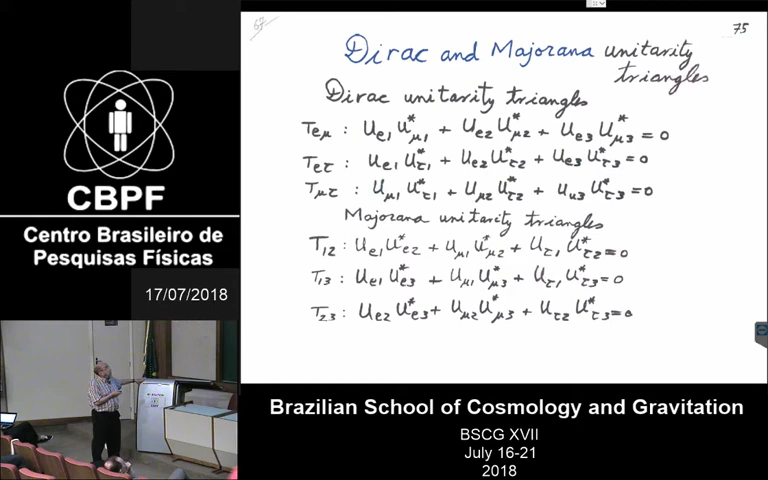 CBPF
Centro Brasileiro de
Pesquisas Físicas
17/07/2018
75
Dirac and Majorana unitarity
triangles
Dirac unitarity triangles
Teμ : Ue1 U*μ1 + Ue2 U*μ2 + Ue3 U*μ3 = 0
Teτ : Ue1 U*τ1 + Ue2 U*τ2 + Ue3 U*τ3 = 0
Tμτ : Uμ1 U*τ1 + Uμ2 U*τ2 + Uμ3 U*τ3 = 0
Majorana unitarity triangles
T12 : Ue1 U*e2 + Uμ1 U*μ2 + Uτ1 U*τ2 = 0
T13 : Ue1 U*e3 + Uμ1 U*μ3 + Uτ1 U*τ3 = 0
T23 : Ue2 U*e3 + Uμ2 U*μ3 + Uτ2 U*τ3 = 0
Brazilian School of Cosmology and Gravitation
BSCG XVII
July 16-21
2018